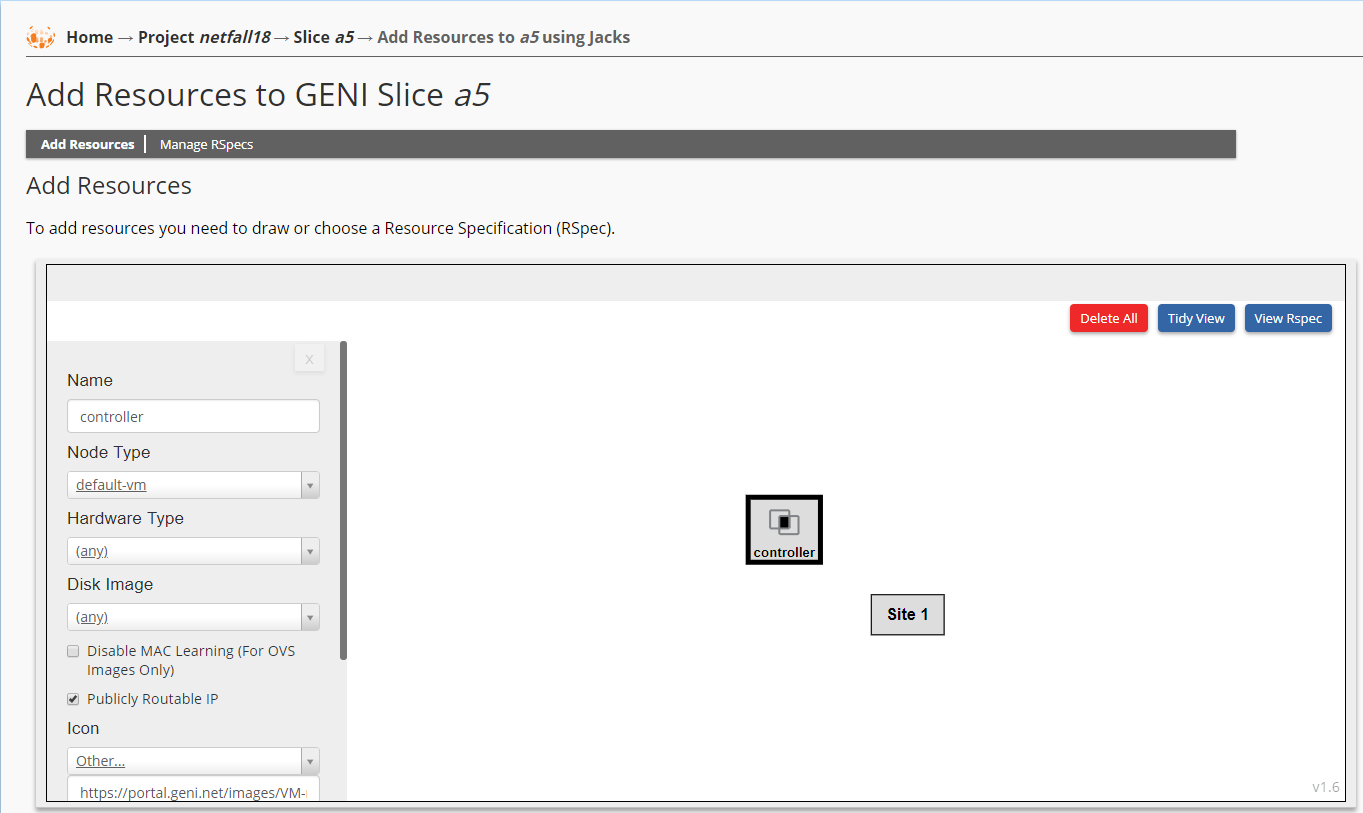 Home → Project netfall18 → Slice a5 → Add Resources to a5 using Jacks
Add Resources to GENI Slice a5
Add Resources | Manage RSpecs
Add Resources
To add resources you need to draw or choose a Resource Specification (RSpec).
Delete All Tidy View View Rspec
x
Name
controller
Node Type
default-vm
Hardware Type
(any)
Disk Image
(any)
Disable MAC Learning (For OVS
Images Only)
Publicly Routable IP
Icon
Other...
https://portal.geni.net/images/VM-
controller
Site 1
v1.6